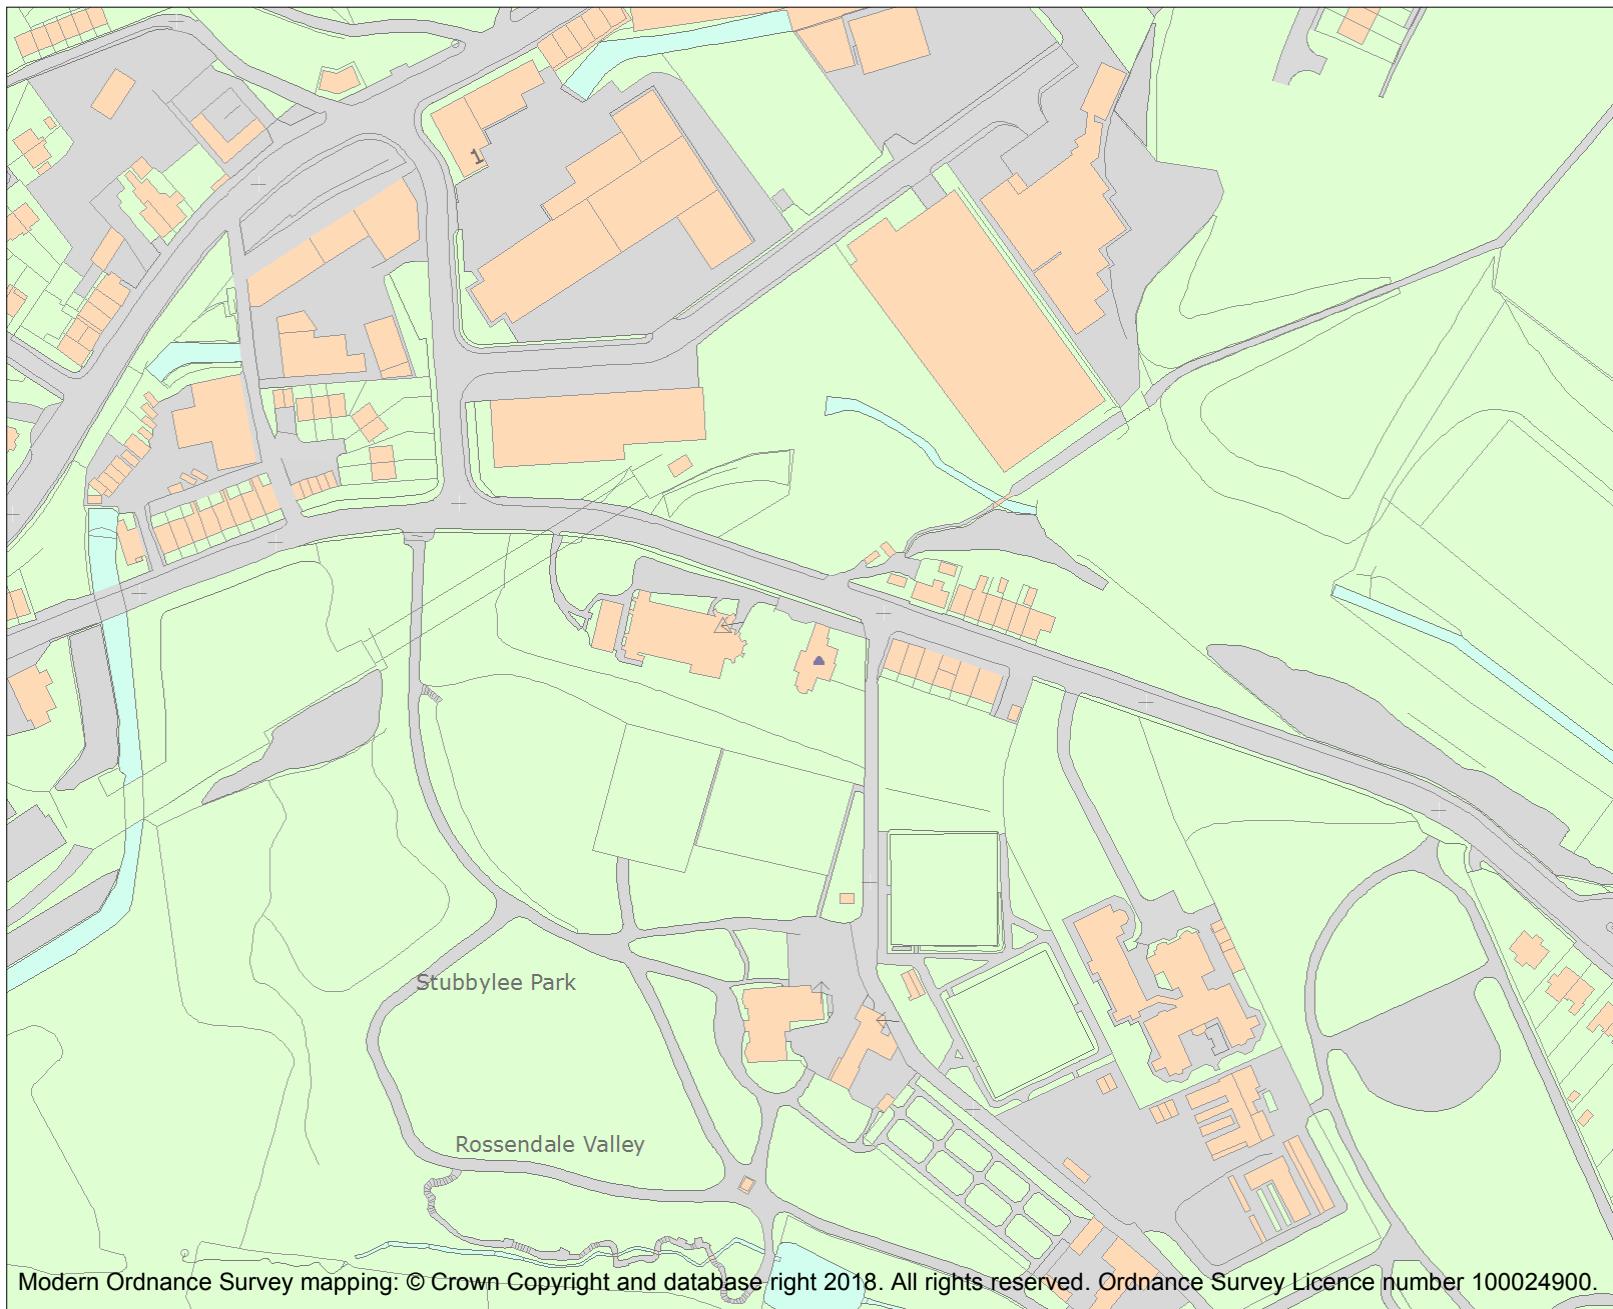 1
Stubbylee Park
Rossendale Valley
Modern Ordnance Survey mapping: © Crown Copyright and database right 2018. All rights reserved. Ordnance Survey Licence number 100024900.